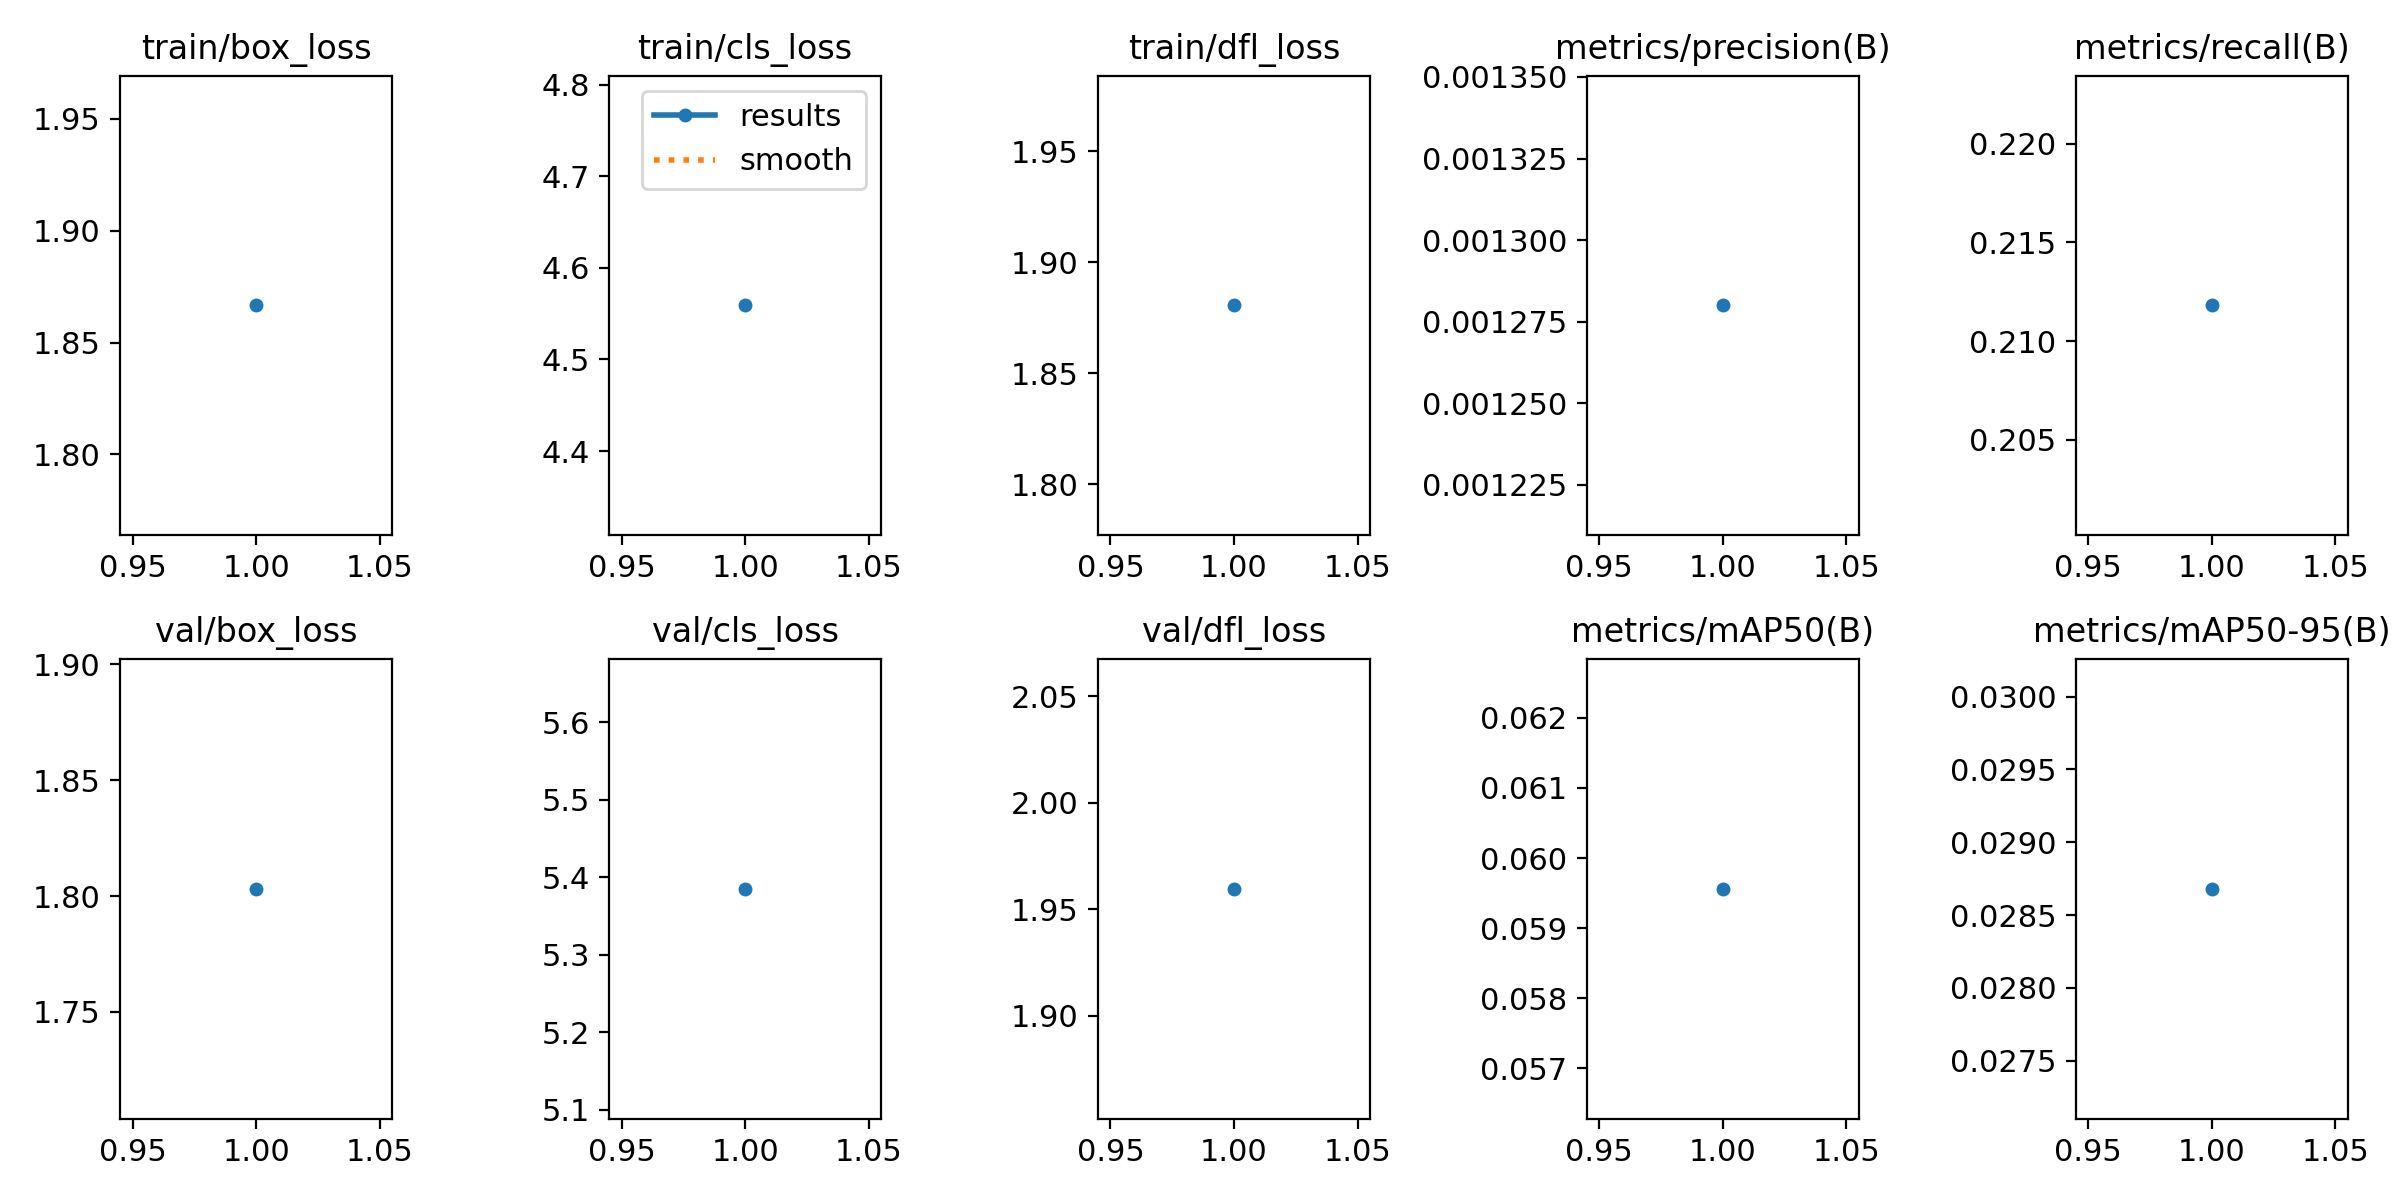 train/box_loss
1.95
1.90
1.85
1.80
0.95 1.00 1.05
train/cls_loss
4.8
4.7
4.6
4.5
4.4
results
smooth
0.95 1.00 1.05
train/dfl_loss
1.95
1.90
1.85
1.80
0.95 1.00 1.05
metrics/precision(B)
0.001350
0.001325
0.001300
0.001275
0.001250
0.001225
0.95 1.00 1.05
metrics/recall(B)
0.220
0.215
0.210
0.205
0.95 1.00 1.05
val/box_loss
1.90
1.85
1.80
1.75
0.95 1.00 1.05
val/cls_loss
5.6
5.5
5.4
5.3
5.2
5.1
0.95 1.00 1.05
val/dfl_loss
2.05
2.00
1.95
1.90
0.95 1.00 1.05
metrics/mAP50(B)
0.062
0.061
0.060
0.059
0.058
0.057
0.95 1.00 1.05
metrics/mAP50-95(B)
0.0300
0.0295
0.0290
0.0285
0.0280
0.0275
0.95 1.00 1.05